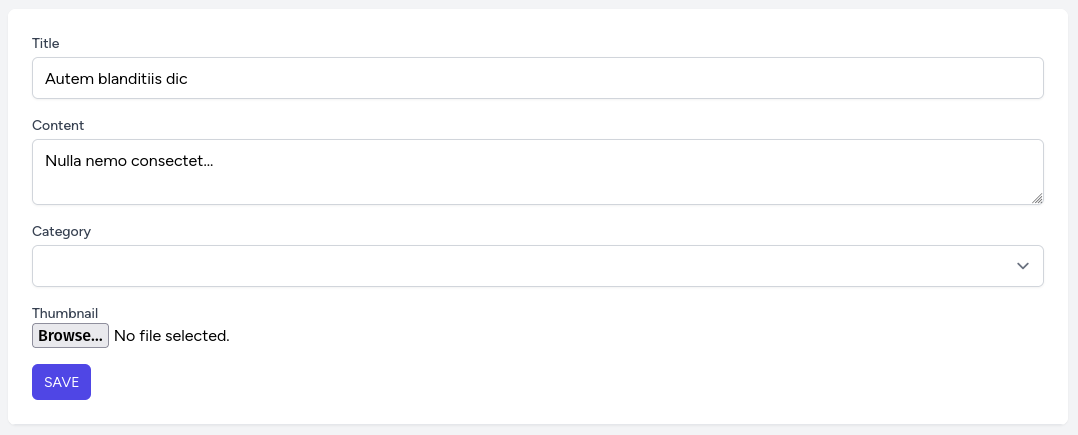 Title
Autem blanditiis dic
Content
Nulla nemo consectet...
Category
Thumbnail
Browse... No file selected.
SAVE